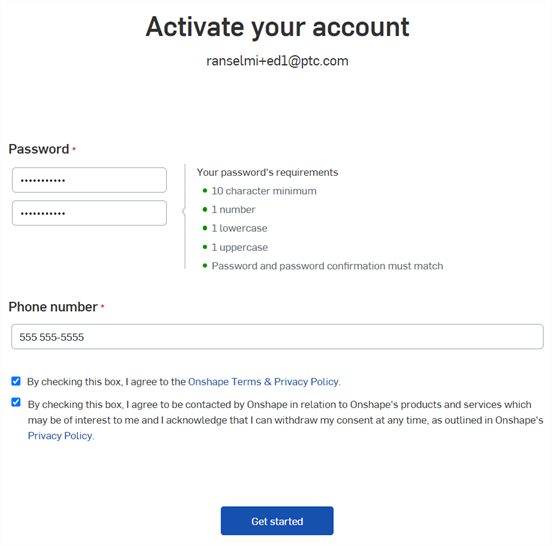 Activate your account
ranselmi+ed1@ptc.com
Password *
•••••••••••
•••••••••••
Your password's requirements
10 character minimum
1 number
1 lowercase
1 uppercase
Password and password confirmation must match
Phone number *
555 555-5555
By checking this box, I agree to the Onshape Terms & Privacy Policy.
By checking this box, I agree to be contacted by Onshape in relation to Onshape's products and services which
may be of interest to me and I acknowledge that I can withdraw my consent at any time, as outlined in Onshape's
Privacy Policy.
Get started